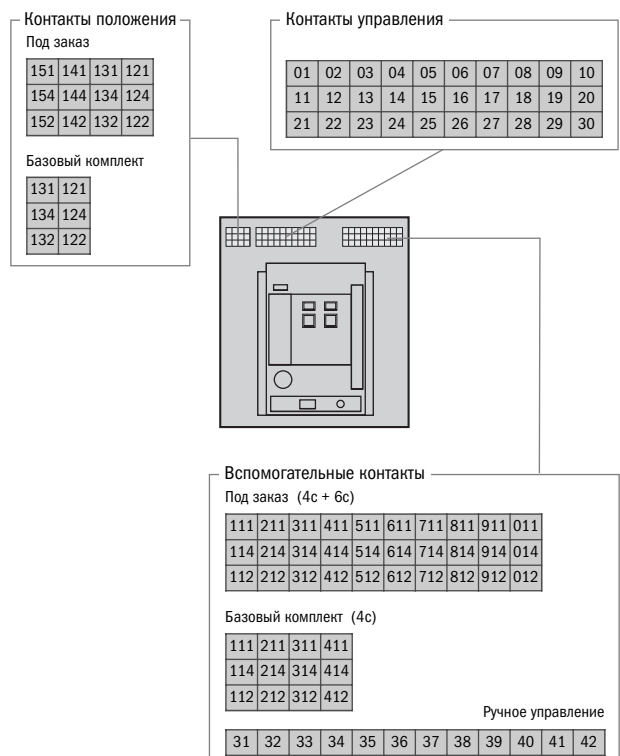 Контакты положения
Под заказ
151 141 131 121
154 144 134 124
152 142 132 122
Базовый комплект
131 121
134 124
132 122
Контакты управления
01 02 03 04 05 06 07 08 09 10
11 12 13 14 15 16 17 18 19 20
21 22 23 24 25 26 27 28 29 30
Вспомогательные контакты
Под заказ (4с + 6с)
111 211 311 411 511 611 711 811 911 011
114 214 314 414 514 614 714 814 914 014
112 212 312 412 512 612 712 812 912 012
Базовый комплект (4с)
111 211 311 411
114 214 314 414
112 212 312 412
Ручное управление
31 32 33 34 35 36 37 38 39 40 41 42